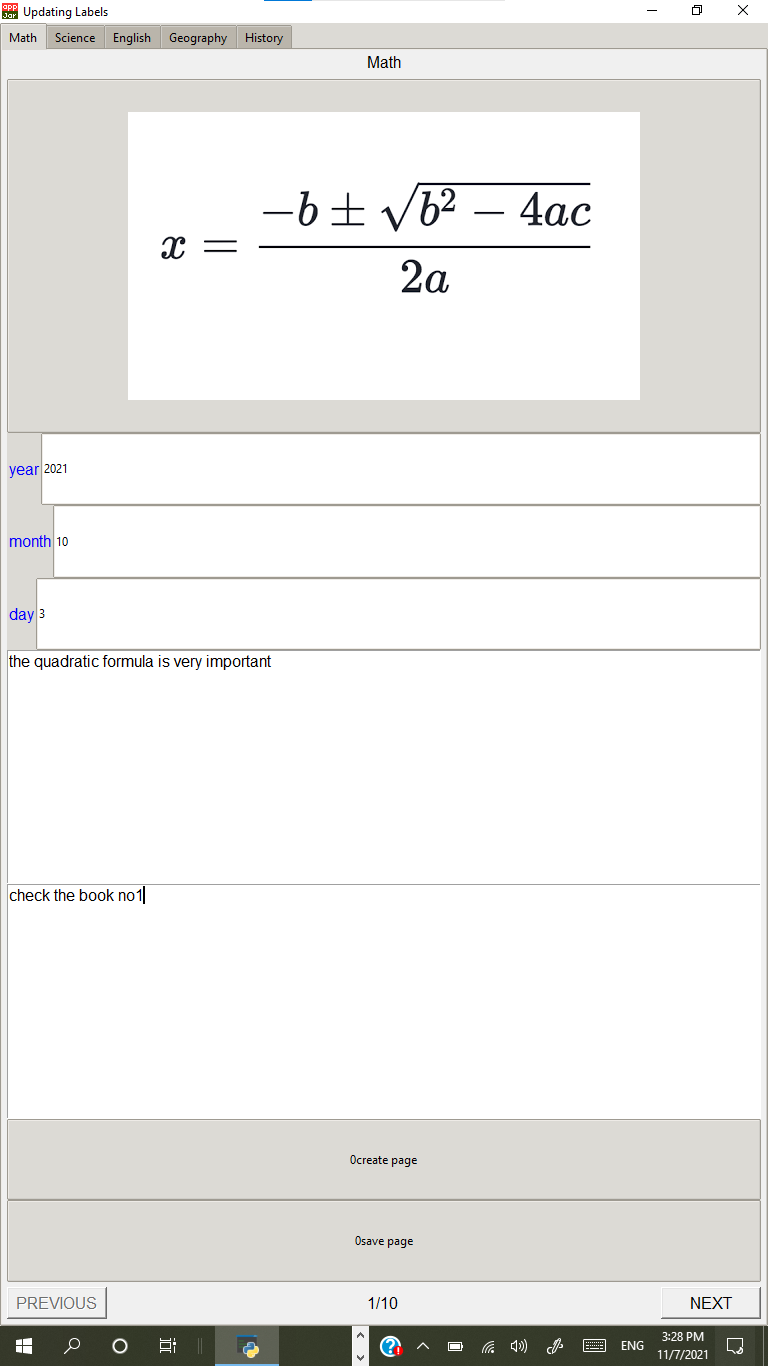 app
Jar
Updating Labels
Math Science English Geography History
Math
x = \frac{-b ± \sqrt{b^2 - 4ac}}{2a}
year 2021
month 10
day 3
the quadratic formula is very important
check the book no1
0create page
0save page
PREVIOUS 1/10 NEXT
ENG
3:28 PM
11/7/2021